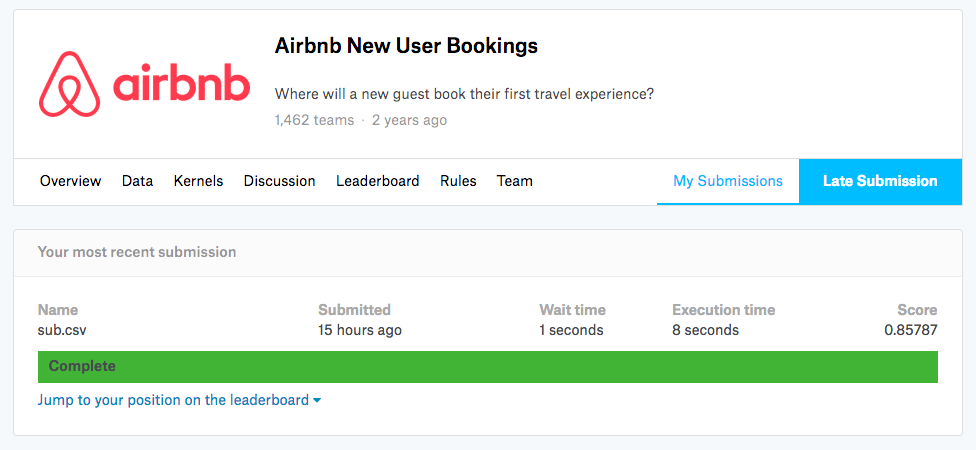 airbnb
Airbnb New User Bookings
Where will a new guest book their first travel experience?
1,462 teams · 2 years ago
Overview Data Kernels Discussion Leaderboard Rules Team My Submissions Late Submission
Your most recent submission
Name Submitted Wait time Execution time Score
sub.csv 15 hours ago 1 seconds 8 seconds 0.85787
Complete
Jump to your position on the leaderboard